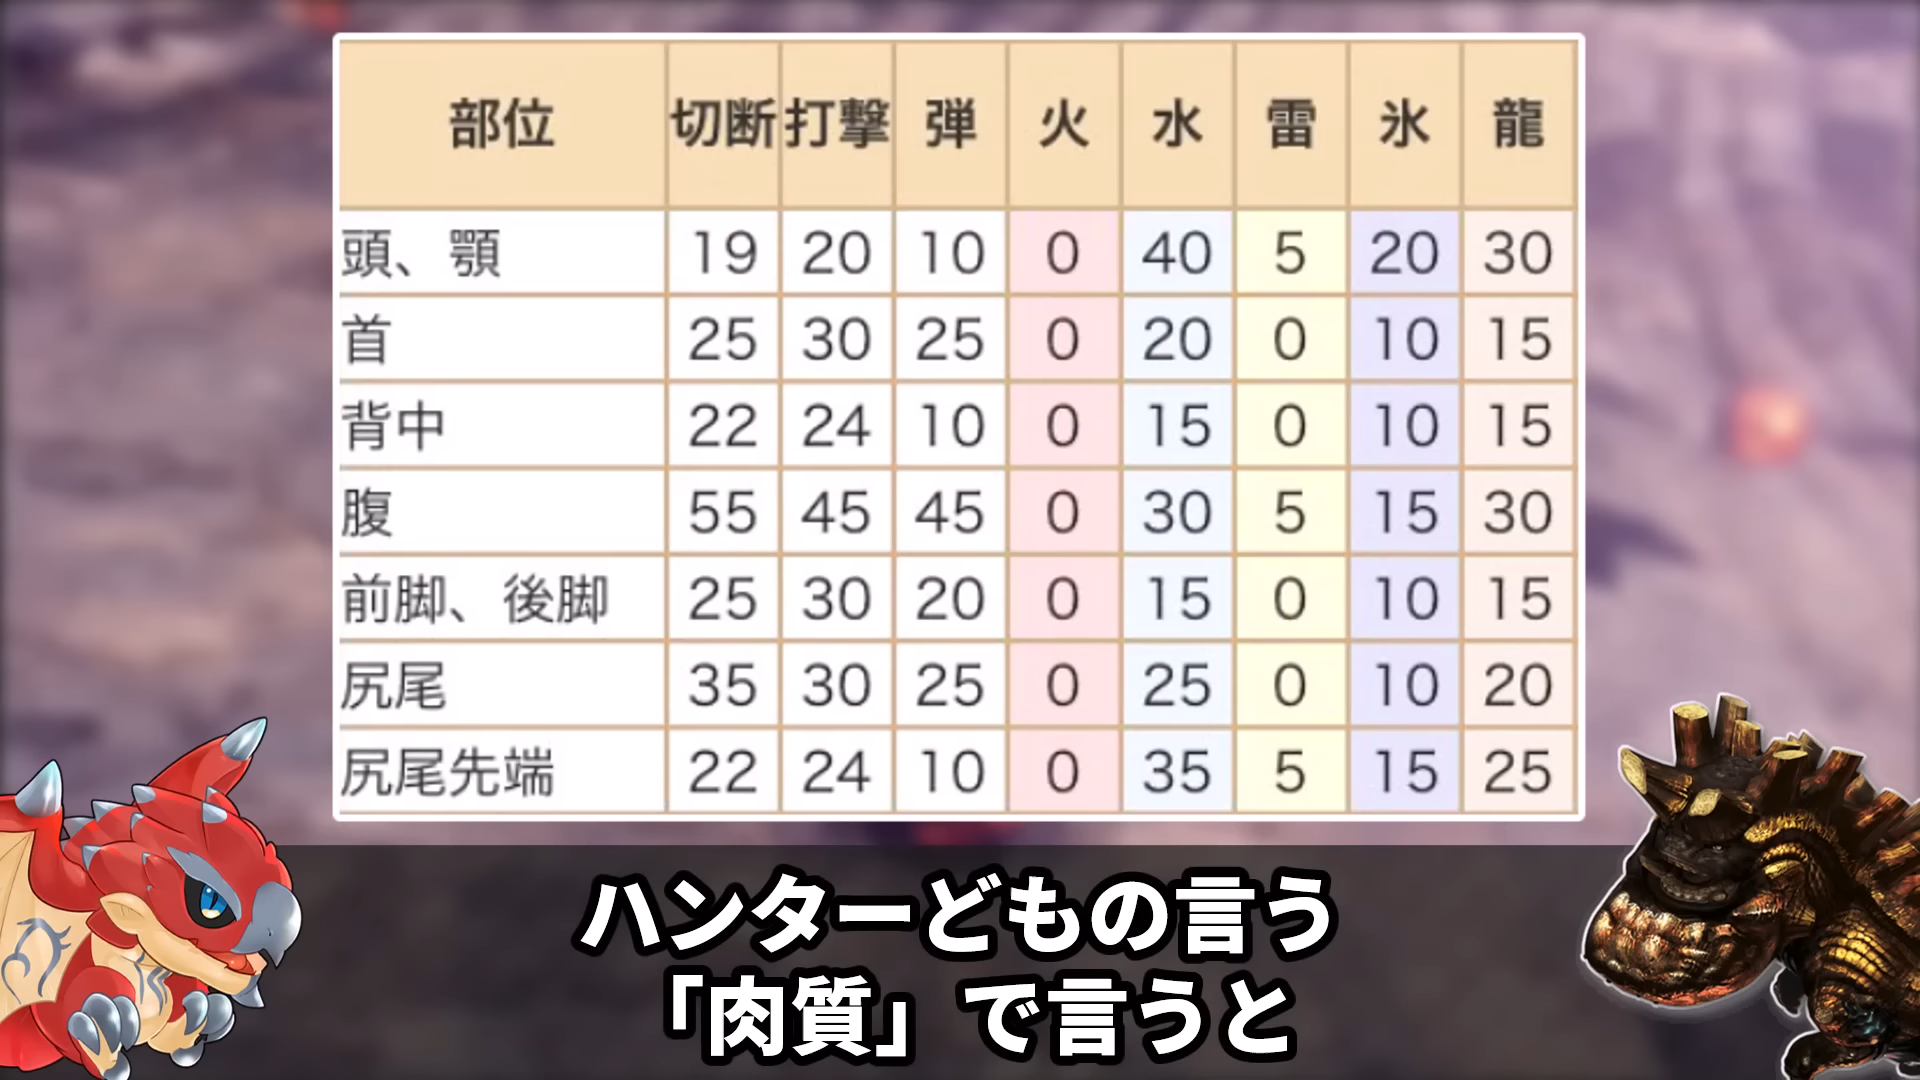 部位 切断 打撃 弾 火 水 雷 氷 龍
頭、顎 19 20 10 0 40 5 20 30
首 25 30 25 0 20 0 10 15
背中 22 24 10 0 15 0 10 15
腹 55 45 45 0 30 5 15 30
前脚、後脚 25 30 20 0 15 0 10 15
尻尾 35 30 25 0 25 0 10 20
尻尾先端 22 24 10 0 35 5 15 25
ハンターどもの言う
「肉質」で言うと